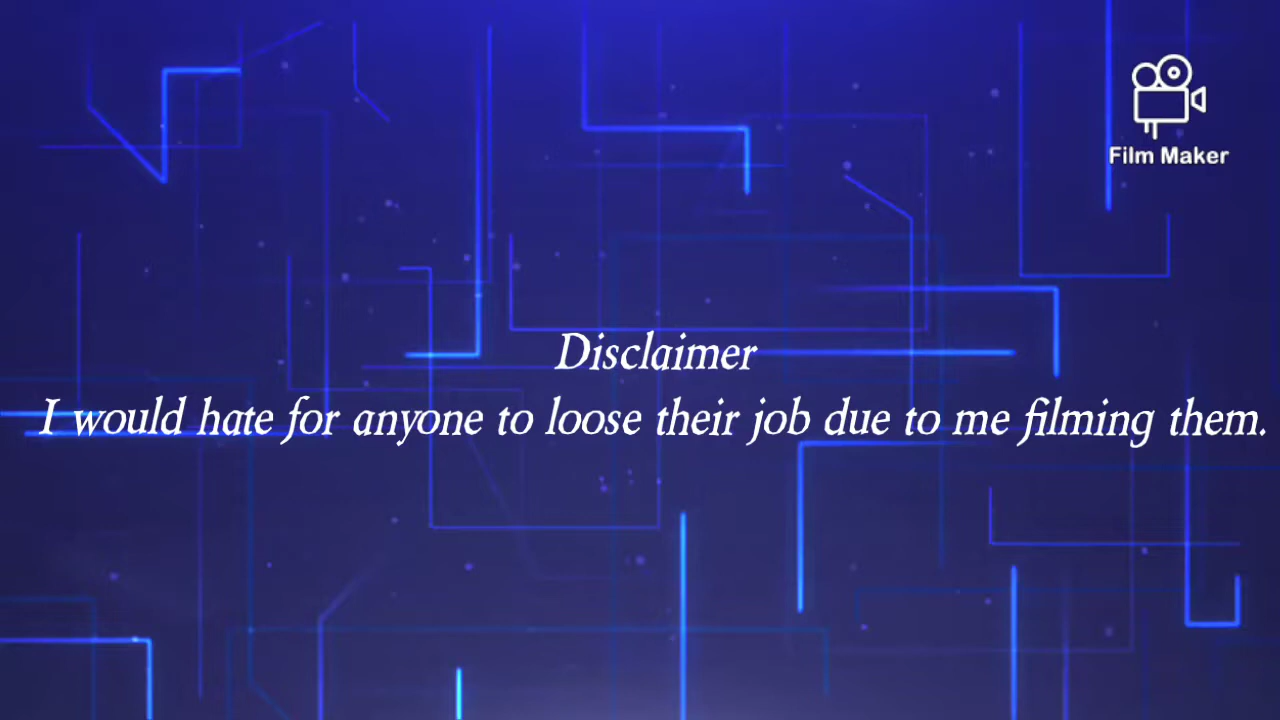 Film Maker
Disclaimer
I would hate for anyone to loose their job due to me filming them.